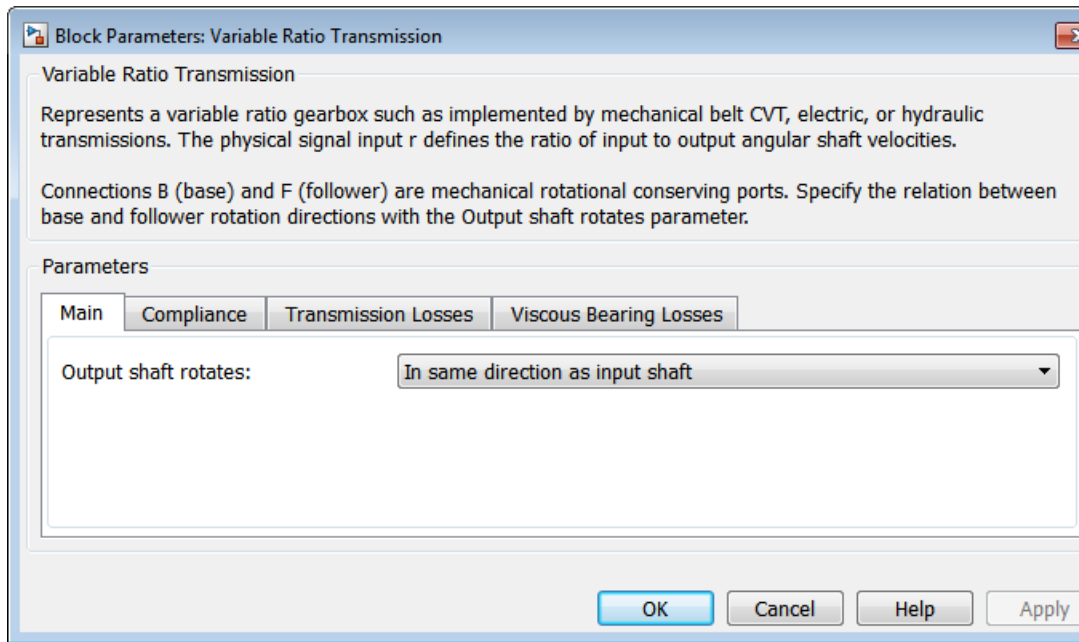 Block Parameters: Variable Ratio Transmission
Variable Ratio Transmission
Represents a variable ratio gearbox such as implemented by mechanical belt CVT, electric, or hydraulic
transmissions. The physical signal input r defines the ratio of input to output angular shaft velocities.
Connections B (base) and F (follower) are mechanical rotational conserving ports. Specify the relation between
base and follower rotation directions with the Output shaft rotates parameter.
Parameters
Main Compliance Transmission Losses Viscous Bearing Losses
Output shaft rotates: In same direction as input shaft
OK Cancel Help Apply